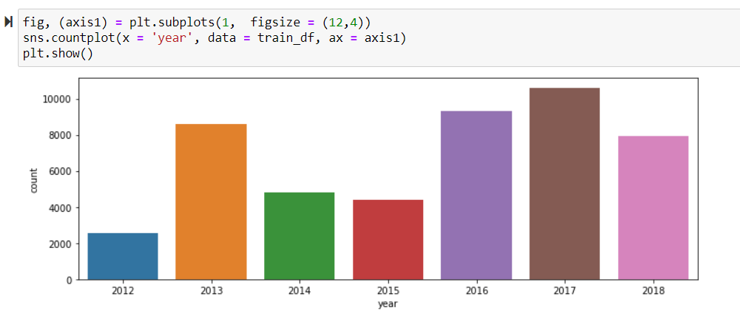 fig, (axis1) = plt.subplots(1,  figsize = (12,4))
sns.countplot(x = 'year', data = train_df, ax = axis1)
plt.show()
10000
8000
6000
4000
2000
0
count
2012 2013 2014 2015 2016 2017 2018
year